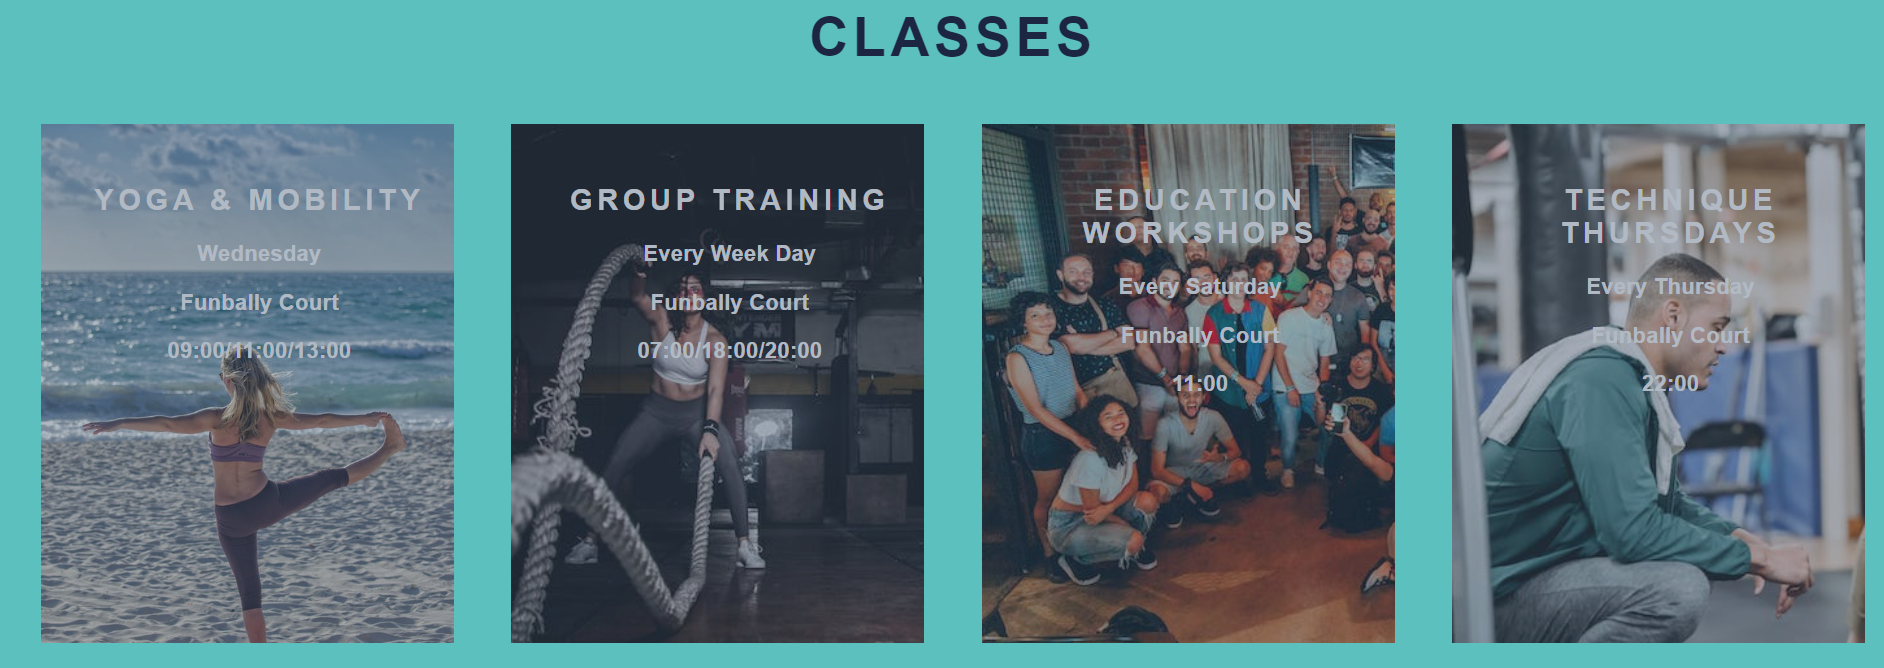 CLASSES
YOGA & MOBILITY
Wednesday
Funbally Court
09:00/11:00/13:00
GROUP TRAINING
Every Week Day
Funbally Court
07:00/18:00/20:00
EDUCATION
WORKSHOPS
Every Saturday
Funbally Court
11:00
TECHNIQUE
THURSDAYS
Every Thursday
Funbally Court
22:00